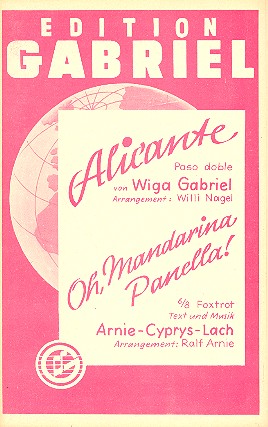 EDITION
GABRIEL
Alicante
Paso doble
von Wiga Gabriel
Arrangement: Willi Nagel
Oh, Mandarina
Panella!
6/8 Foxtrot
Text und Musik
Arnie-Cyprys-Lach
Arrangement: Ralf Arnie